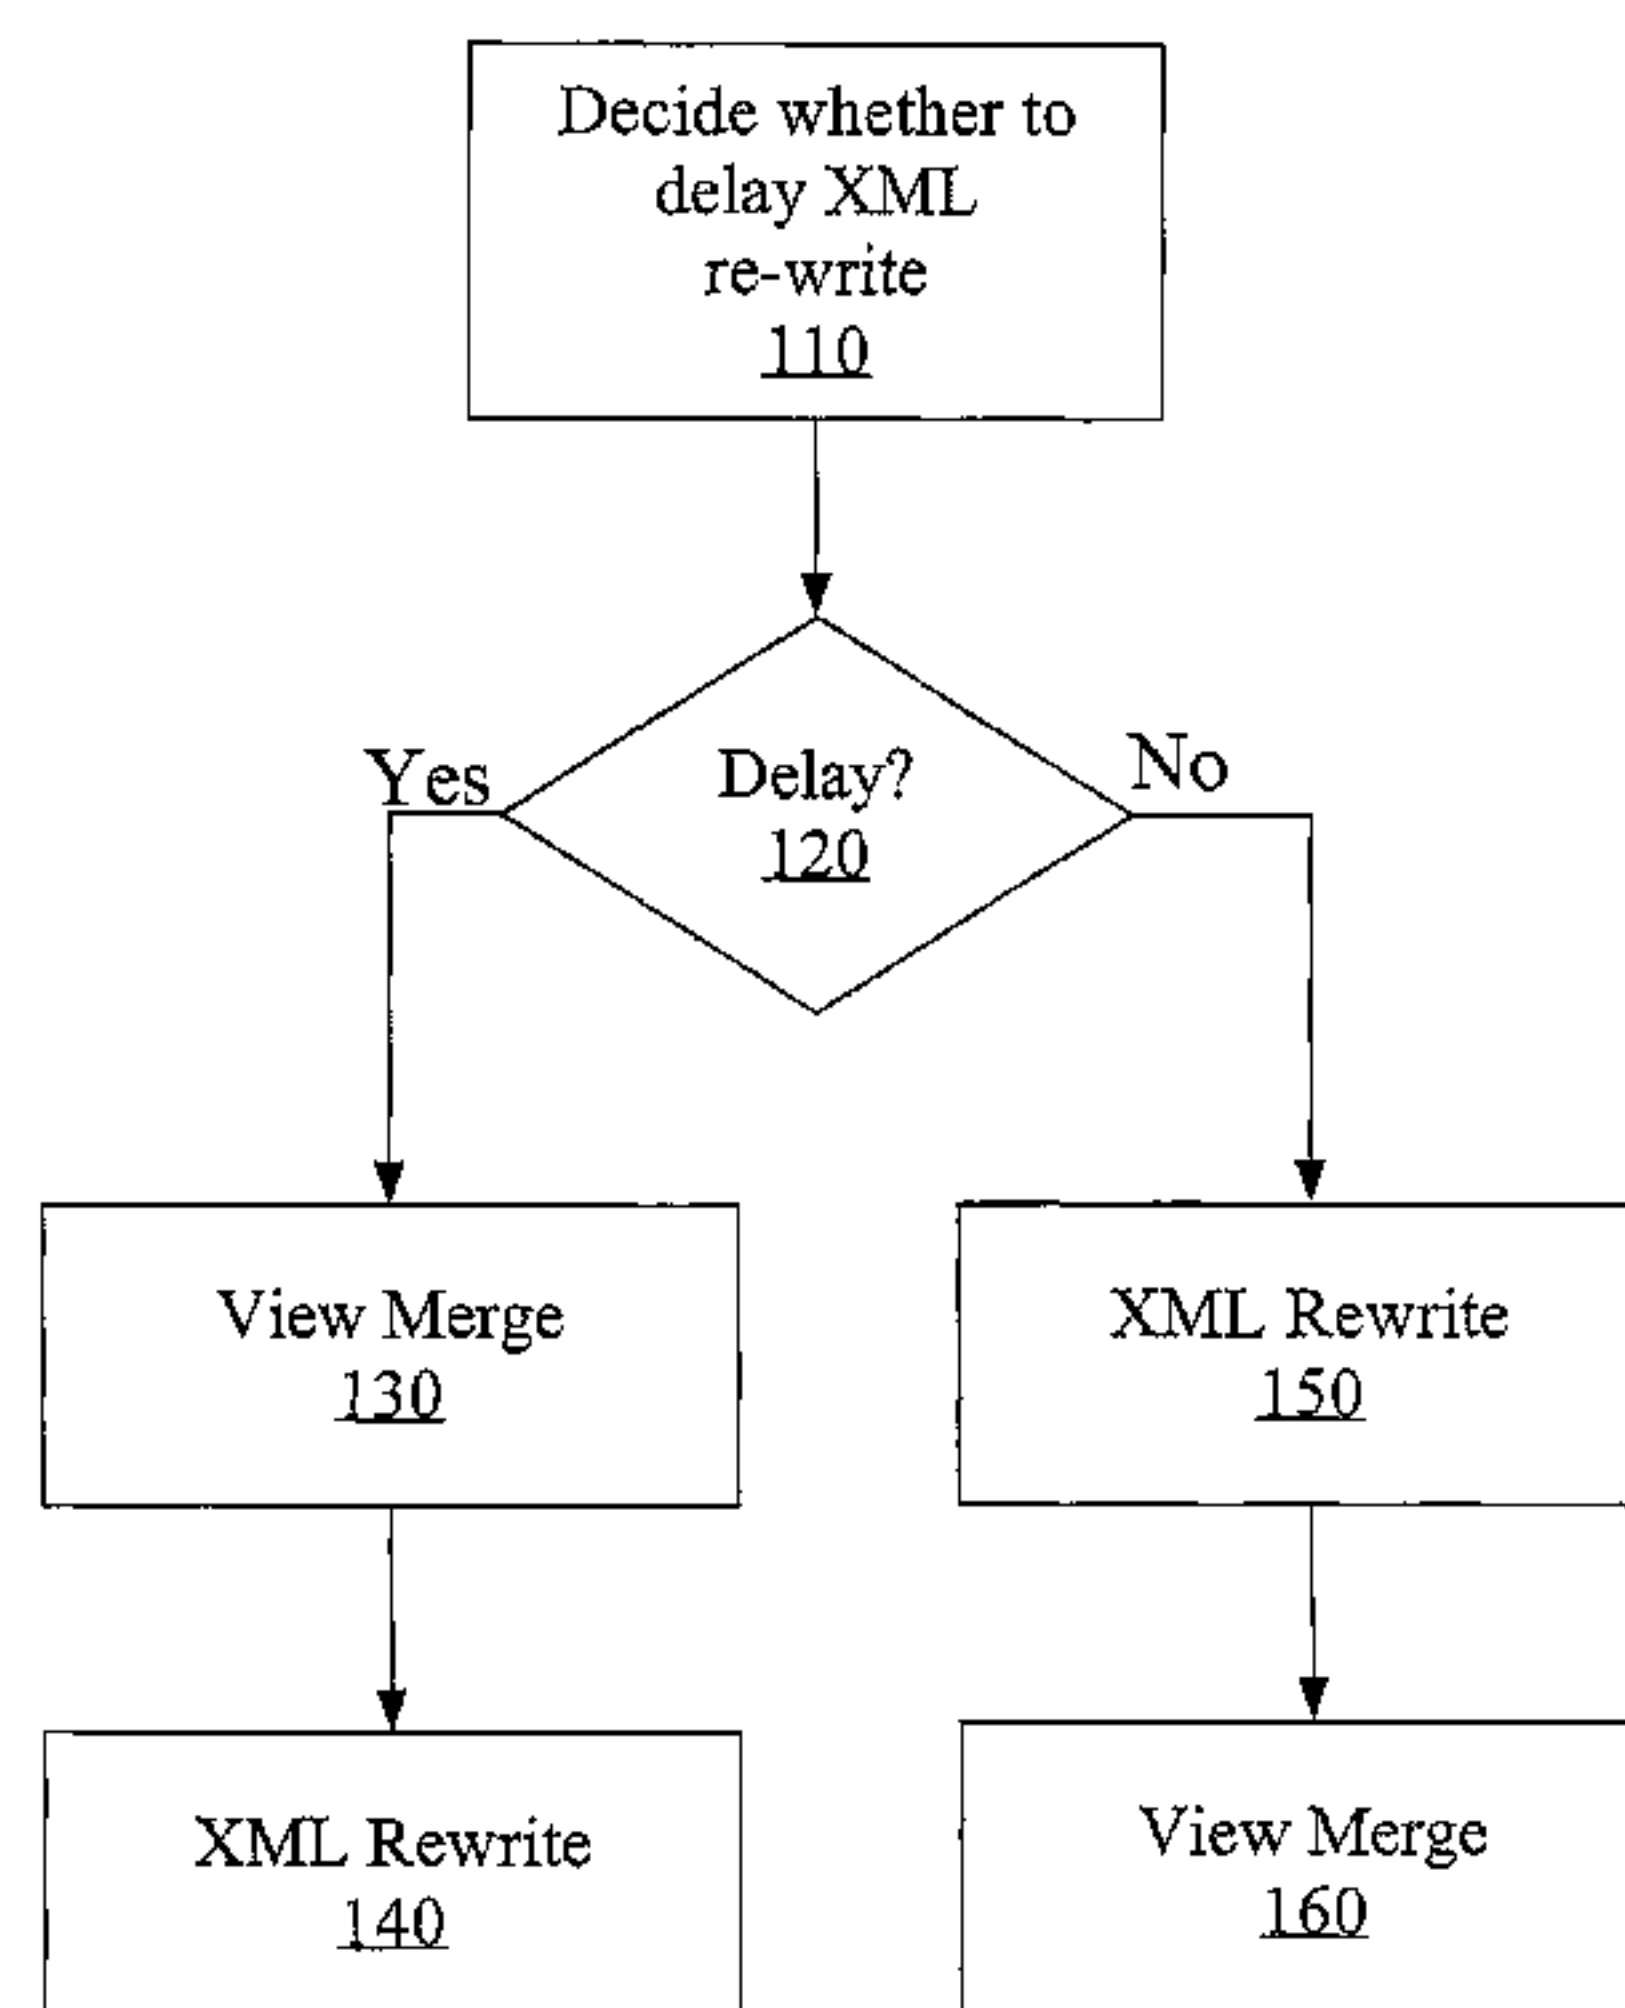 Decide whether to
delay XML
re-write
110
Yes
Delay?
No
120
View Merge
130
XML Rewrite
150
XML Rewrite
140
View Merge
160